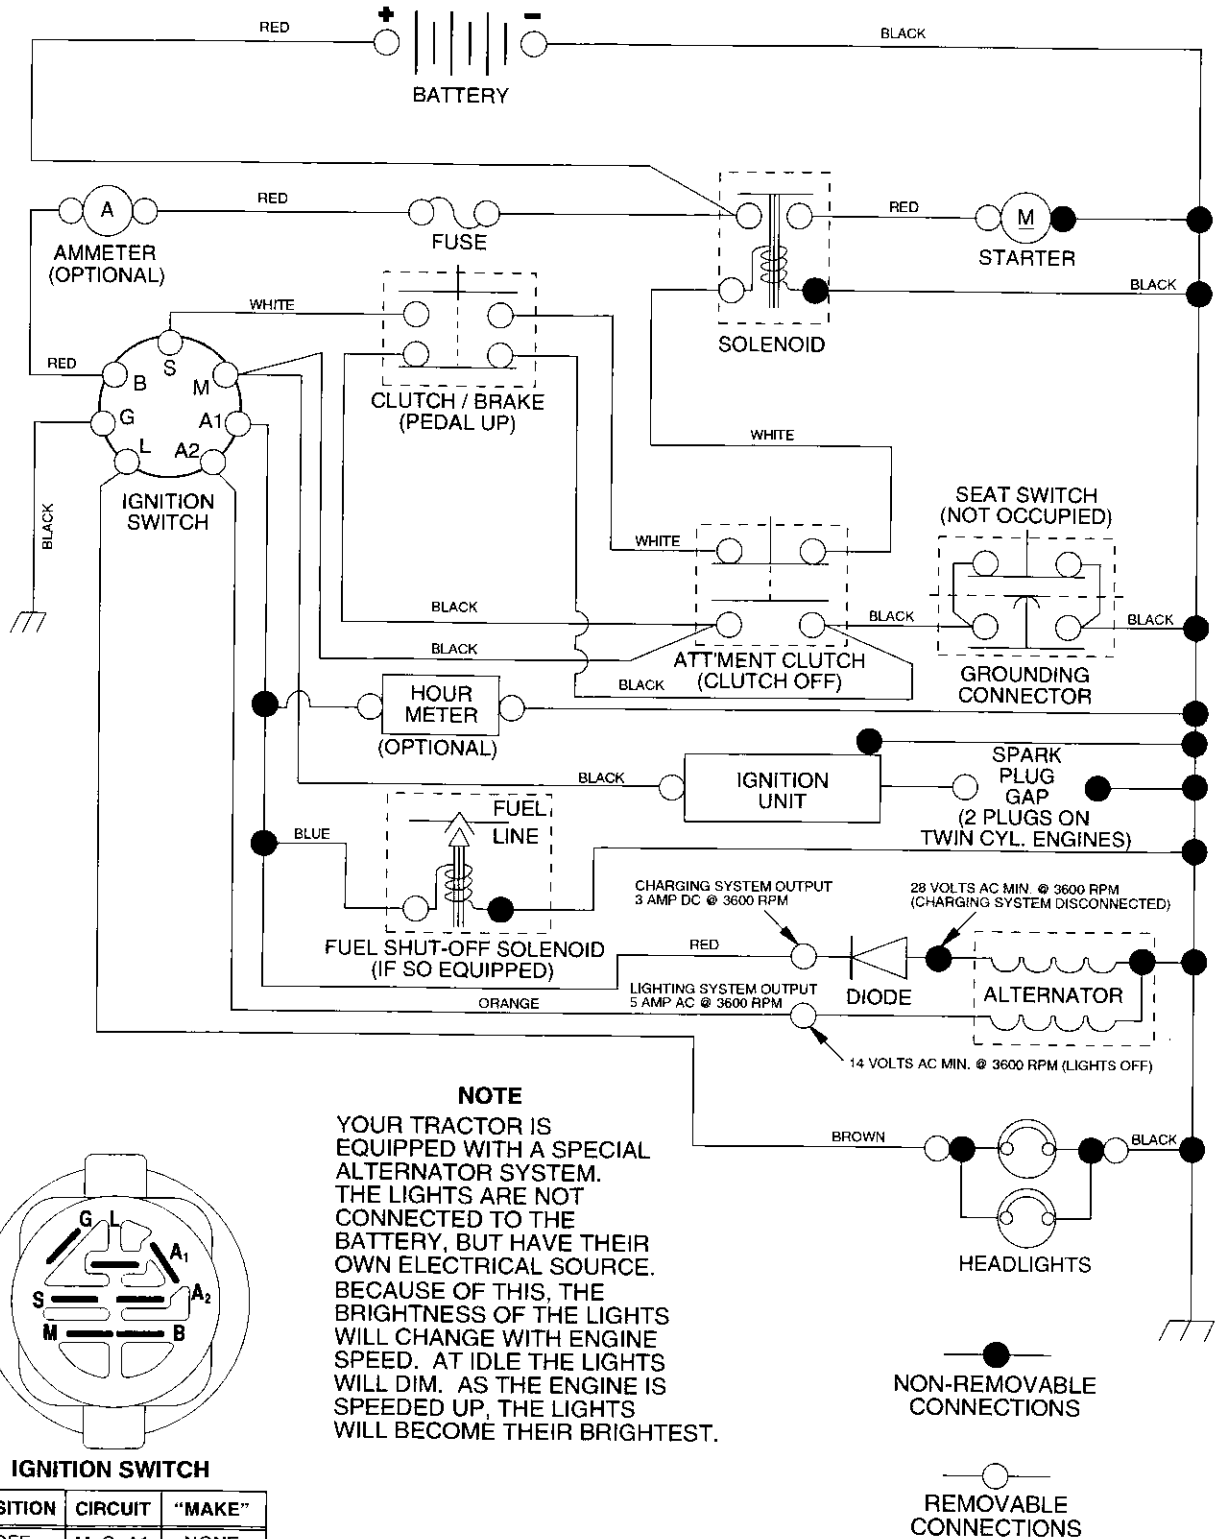 + -
RED
BLACK
BATTERY
A
RED
FUSE
RED
M
AMMETER
(OPTIONAL)
STARTER
BLACK
WHITE
SOLENOID
RED
S
B
M
G
A1
L
A2
CLUTCH / BRAKE
(PEDAL UP)
IGNITION
SWITCH
BLACK
WHITE
SEAT SWITCH
(NOT OCCUPIED)
WHITE
BLACK
BLACK
BLACK
BLACK
BLACK
ATT'MENT CLUTCH
(CLUTCH OFF)
GROUNDING
CONNECTOR
HOUR
METER
(OPTIONAL)
BLACK
IGNITION
UNIT
SPARK
PLUG
GAP
(2 PLUGS ON
TWIN CYL. ENGINES)
FUEL
LINE
BLUE
FUEL SHUT-OFF SOLENOID
(IF SO EQUIPPED)
CHARGING SYSTEM OUTPUT
3 AMP DC @ 3600 RPM
28 VOLTS AC MIN. @ 3600 RPM
(CHARGING SYSTEM DISCONNECTED)
RED
DIODE
ALTERNATOR
LIGHTING SYSTEM OUTPUT
5 AMP AC @ 3600 RPM
ORANGE
14 VOLTS AC MIN. @ 3600 RPM (LIGHTS OFF)
NOTE
YOUR TRACTOR IS
EQUIPPED WITH A SPECIAL
ALTERNATOR SYSTEM.
THE LIGHTS ARE NOT
CONNECTED TO THE
BATTERY, BUT HAVE THEIR
OWN ELECTRICAL SOURCE.
BECAUSE OF THIS, THE
BRIGHTNESS OF THE LIGHTS
WILL CHANGE WITH ENGINE
SPEED. AT IDLE THE LIGHTS
WILL DIM. AS THE ENGINE IS
SPEEDED UP, THE LIGHTS
WILL BECOME THEIR BRIGHTEST.
BROWN
BLACK
HEADLIGHTS
G L
A1
A2
S
M
B
IGNITION SWITCH
SITION CIRCUIT "MAKE"
NON-REMOVABLE
CONNECTIONS
REMOVABLE
CONNECTIONS